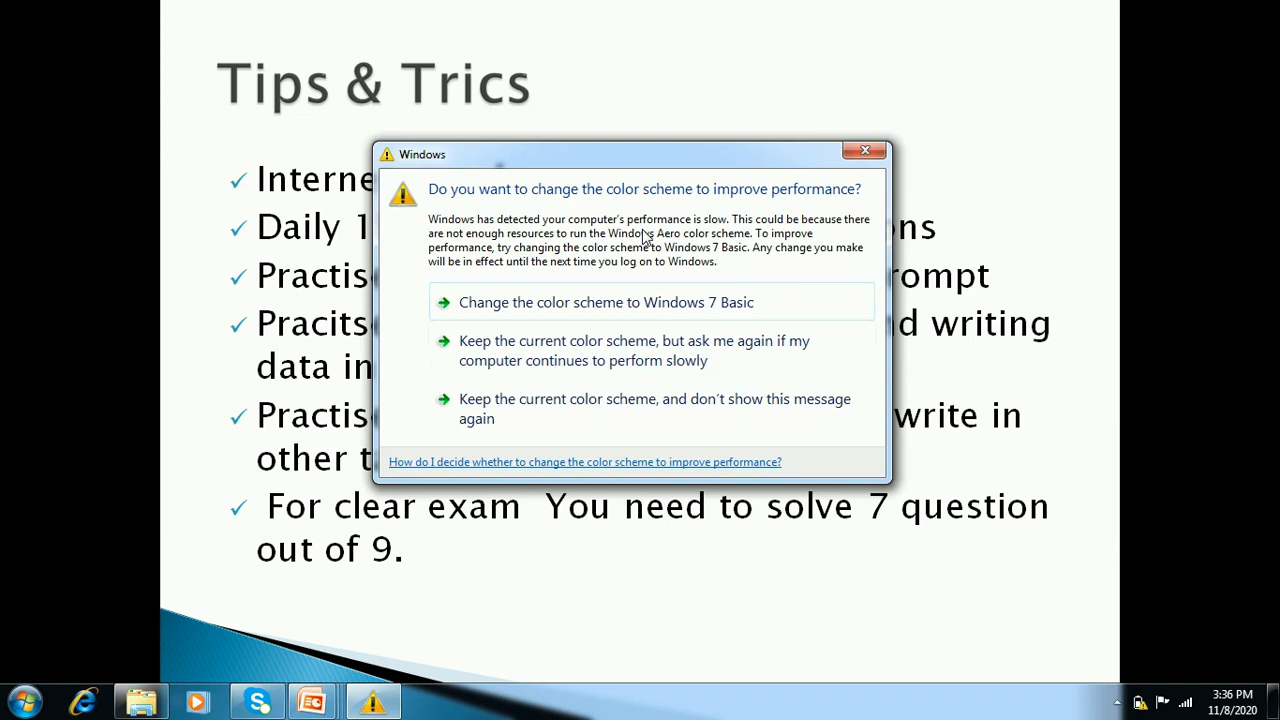 Tips & Trics
Windows
Do you want to change the color scheme to improve performance?
Windows has detected your computer's performance is slow. This could be because there
are not enough resources to run the Windows Aero color scheme. To improve
performance, try changing the color scheme to Windows 7 Basic. Any change you make
will be in effect until the next time you log on to Windows.
Change the color scheme to Windows 7 Basic
Keep the current color scheme, but ask me again if my
computer continues to perform slowly
Keep the current color scheme, and don't show this message
again
How do I decide whether to change the color scheme to improve performance?
Daily 1
data in
other
nd writing
write in
For clear exam You need to solve 7 question
out of 9.
3:36 PM
11/8/2020